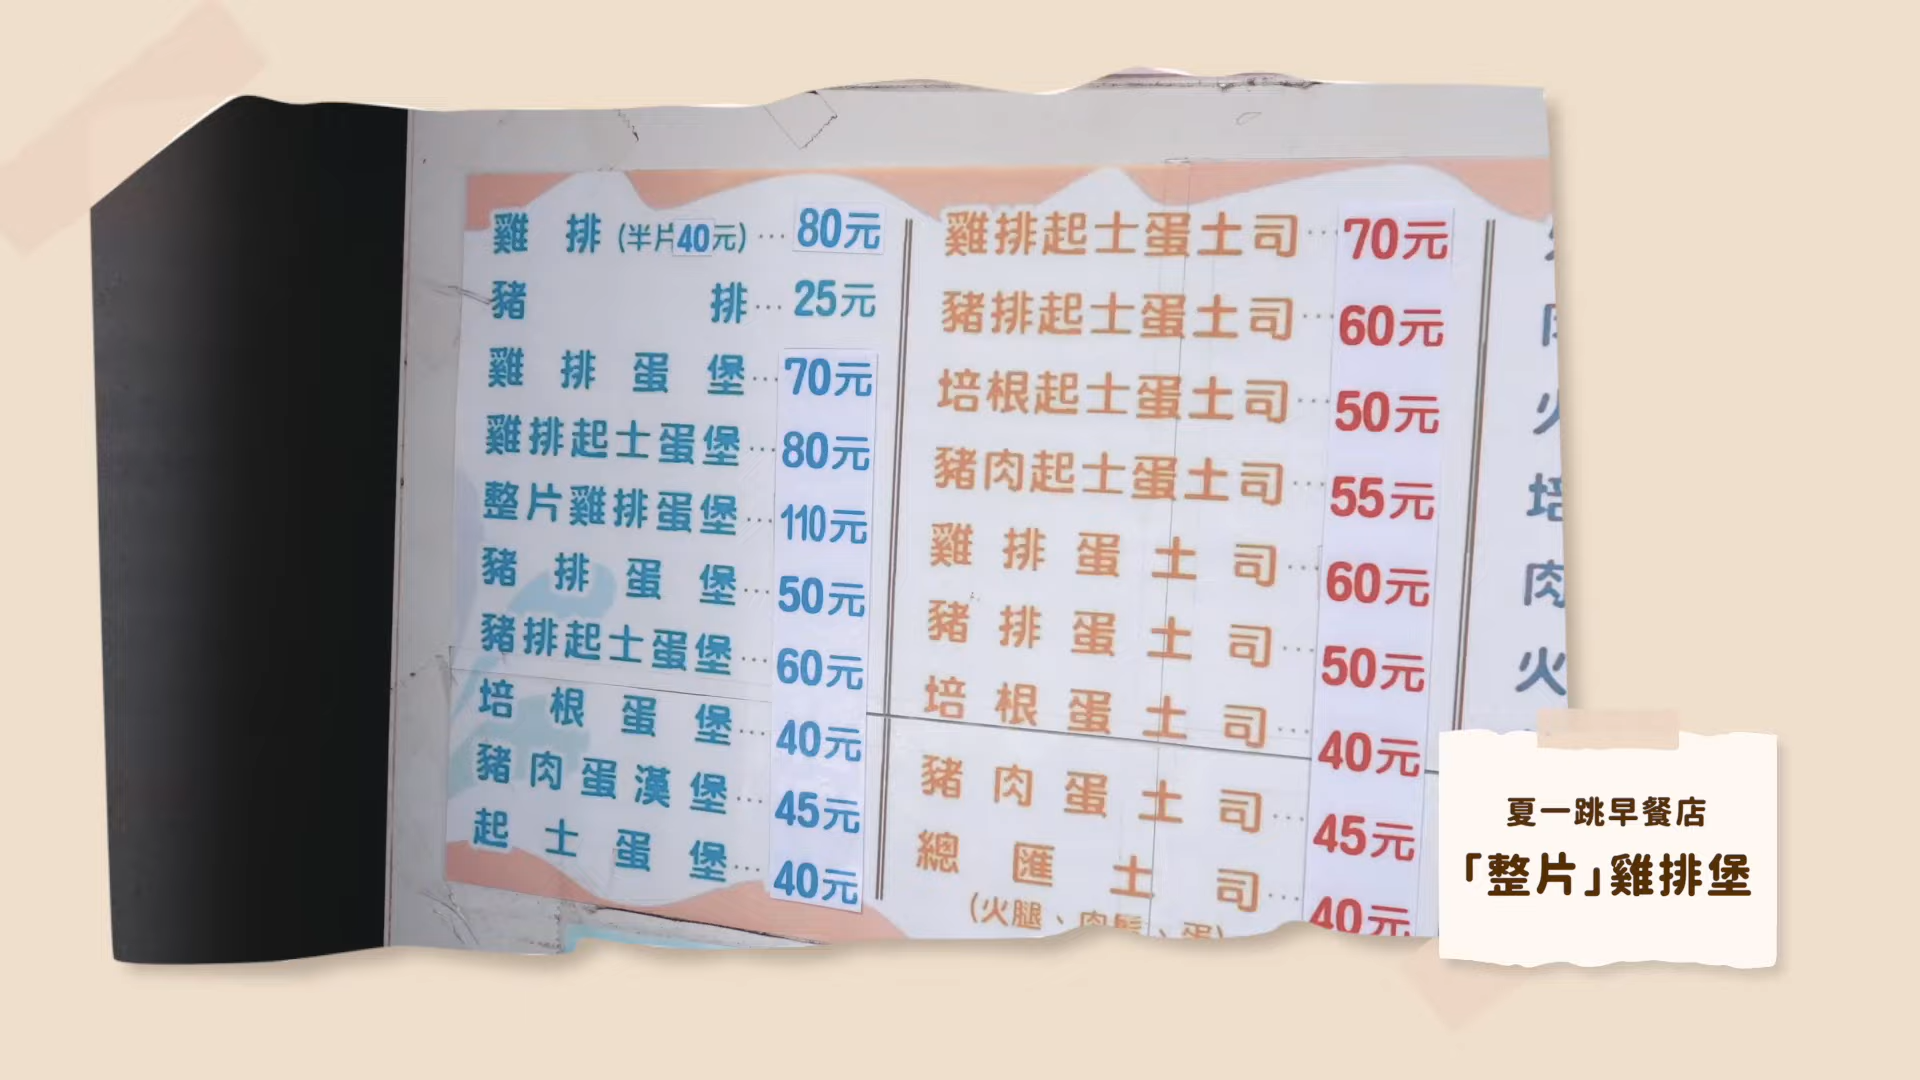 雞排(半片40元)…80元
豬排…25元
雞排蛋堡…70元
雞排起士蛋堡…80元
整片雞排蛋堡…110元
豬排蛋堡…50元
豬排起士蛋堡…60元
培根蛋堡…40元
豬肉蛋漢堡…45元
起士蛋堡…40元
雞排起士蛋土司…70元
豬排起士蛋土司…60元
培根起士蛋土司…50元
豬肉起士蛋土司…55元
雞排蛋土司…60元
豬排蛋土司…50元
培根蛋土司…40元
豬肉蛋土司…45元
總匯土司…40元
(火腿、肉鬆、蛋)
培
肉
火
夏一跳早餐店
「整片」雞排堡